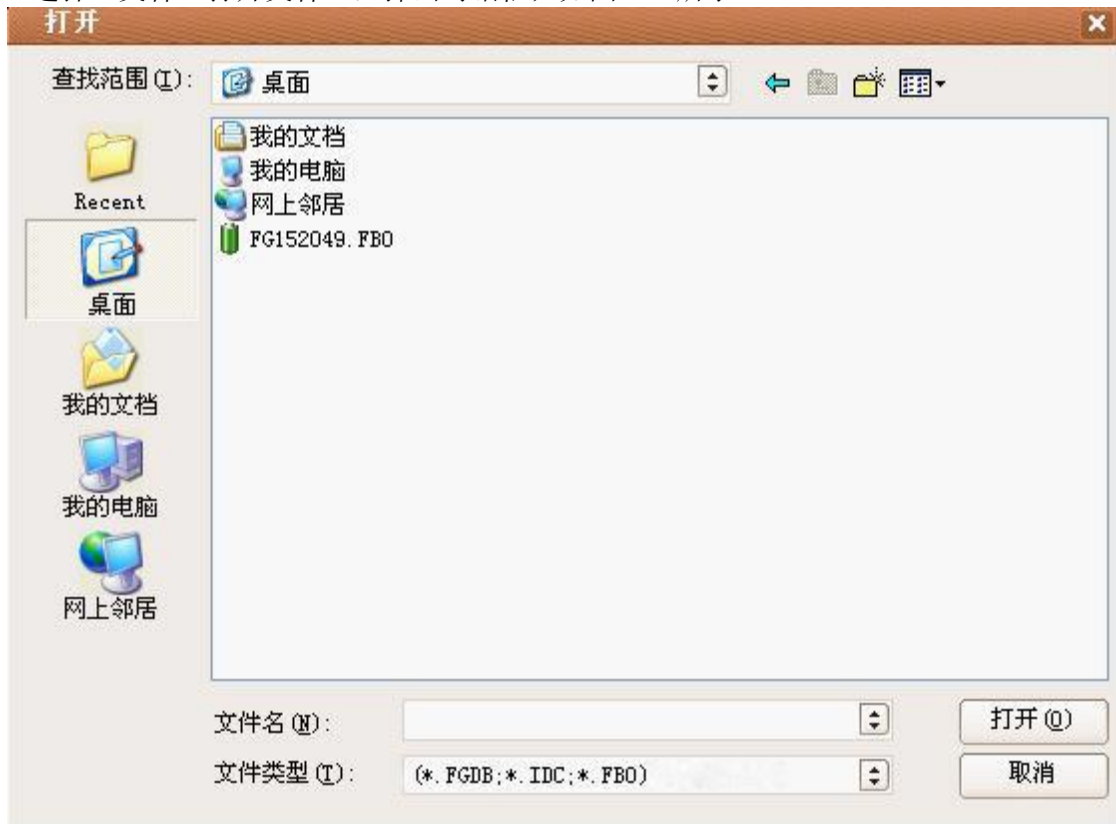 打开
查找范围(I):
桌面
我的文档
我的电脑
网上邻居
FG152049.FBO
Recent
桌面
我的文档
我的电脑
网上邻居
文件名(N):
打开(O)
文件类型(T):
(*.FGDB;*.IDC;*.FBO)
取消